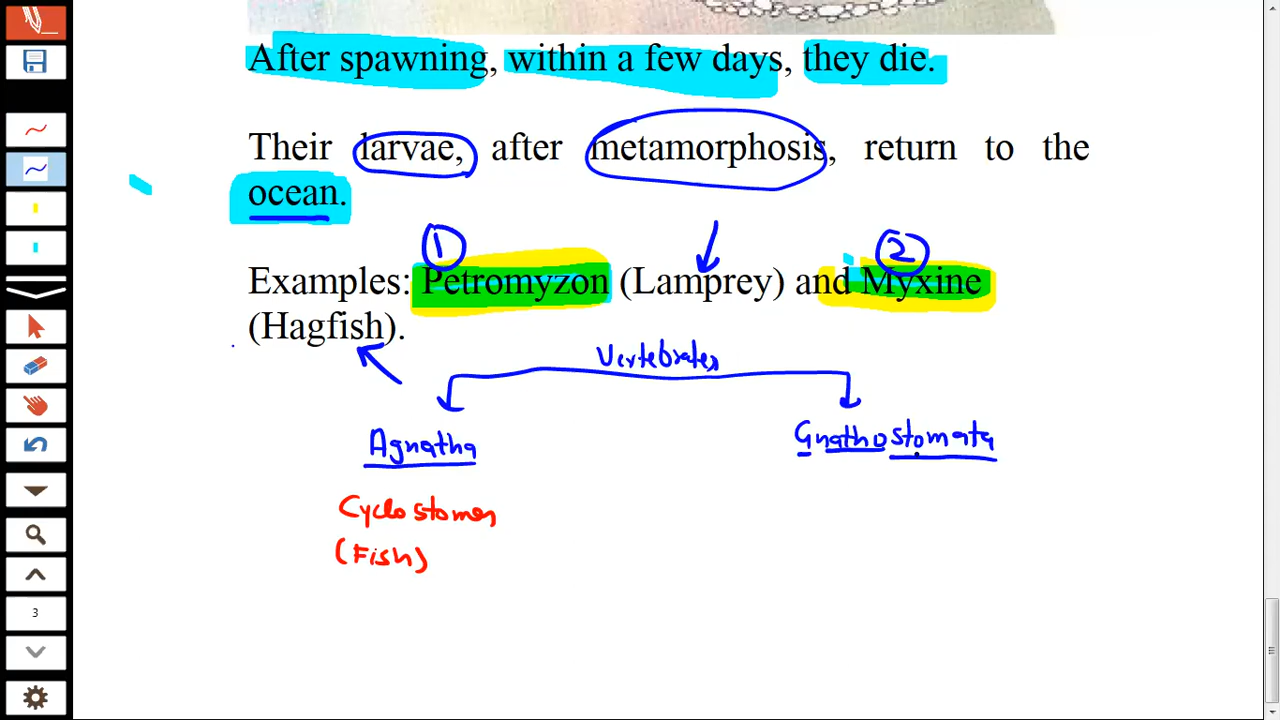 After spawning, within a few days, they die.
Their larvae, after metamorphosis, return to the
ocean.
1 2
Examples: Petromyzon (Lamprey) and Myxine
(Hagfish).
Vertebrates
Agnatha Gnathostomata
Cyclostomes
(Fish)
3